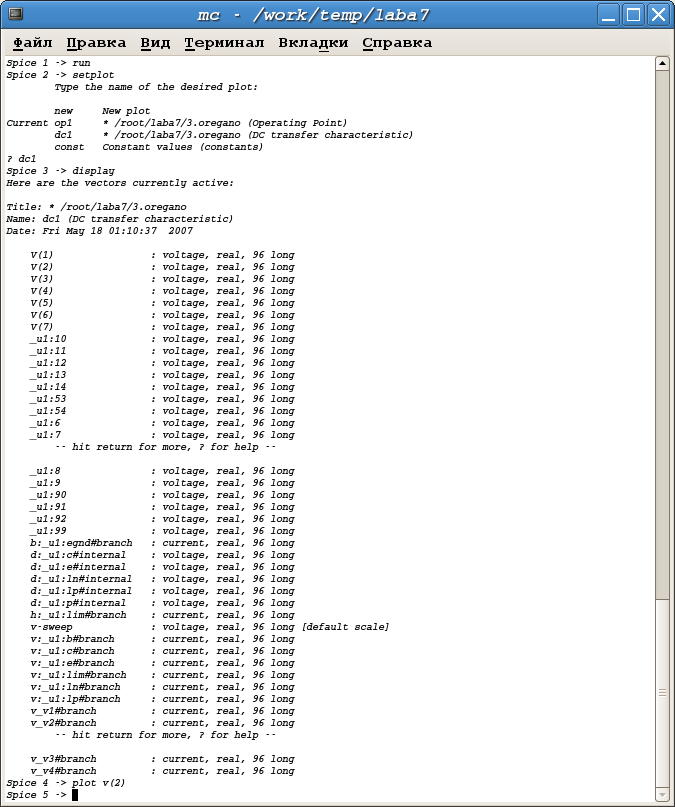 mc - /work/temp/laba7
Файл Правка Вид Терминал Вкладки Справка
Spice 1 -> run
Spice 2 -> setplot
        Type the name of the desired plot:
        new     New plot
Current op1     * /root/laba7/3.oregano (Operating Point)
        dc1     * /root/laba7/3.oregano (DC transfer characteristic)
        const   Constant values (constants)
? dc1
Spice 3 -> display
Here are the vectors currently active:
Title: * /root/laba7/3.oregano
Name: dc1 (DC transfer characteristic)
Date: Fri May 18 01:10:37  2007
    V(1)                : voltage, real, 96 long
    V(2)                : voltage, real, 96 long
    V(3)                : voltage, real, 96 long
    V(4)                : voltage, real, 96 long
    V(5)                : voltage, real, 96 long
    V(6)                : voltage, real, 96 long
    V(7)                : voltage, real, 96 long
    _u1:10              : voltage, real, 96 long
    _u1:11              : voltage, real, 96 long
    _u1:12              : voltage, real, 96 long
    _u1:13              : voltage, real, 96 long
    _u1:14              : voltage, real, 96 long
    _u1:53              : voltage, real, 96 long
    _u1:54              : voltage, real, 96 long
    _u1:6               : voltage, real, 96 long
    _u1:7               : voltage, real, 96 long
        -- hit return for more, ? for help --
    _u1:8               : voltage, real, 96 long
    _u1:9               : voltage, real, 96 long
    _u1:90              : voltage, real, 96 long
    _u1:91              : voltage, real, 96 long
    _u1:92              : voltage, real, 96 long
    _u1:99              : voltage, real, 96 long
    b:_u1:egnd#branch   : current, real, 96 long
    d:_u1:c#internal    : voltage, real, 96 long
    d:_u1:e#internal    : voltage, real, 96 long
    d:_u1:ln#internal   : voltage, real, 96 long
    d:_u1:lp#internal   : voltage, real, 96 long
    d:_u1:p#internal    : voltage, real, 96 long
    h:_u1:lim#branch    : current, real, 96 long
    v-sweep             : voltage, real, 96 long [default scale]
    v:_u1:b#branch      : current, real, 96 long
    v:_u1:c#branch      : current, real, 96 long
    v:_u1:e#branch      : current, real, 96 long
    v:_u1:lim#branch    : current, real, 96 long
    v:_u1:ln#branch     : current, real, 96 long
    v:_u1:lp#branch     : current, real, 96 long
    v_v1#branch         : current, real, 96 long
    v_v2#branch         : current, real, 96 long
        -- hit return for more, ? for help --
    v_v3#branch         : current, real, 96 long
    v_v4#branch         : current, real, 96 long
Spice 4 -> plot v(2)
Spice 5 ->